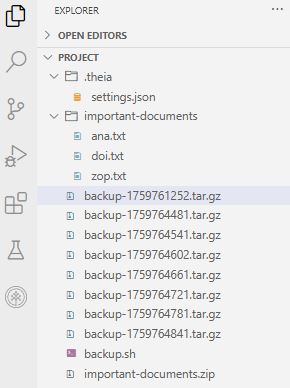 EXPLORER
OPEN EDITORS
PROJECT
.theia
settings.json
important-documents
ana.txt
doi.txt
zop.txt
backup-1759761252.tar.gz
backup-1759764481.tar.gz
backup-1759764541.tar.gz
backup-1759764602.tar.gz
backup-1759764661.tar.gz
backup-1759764721.tar.gz
backup-1759764781.tar.gz
backup-1759764841.tar.gz
backup.sh
important-documents.zip